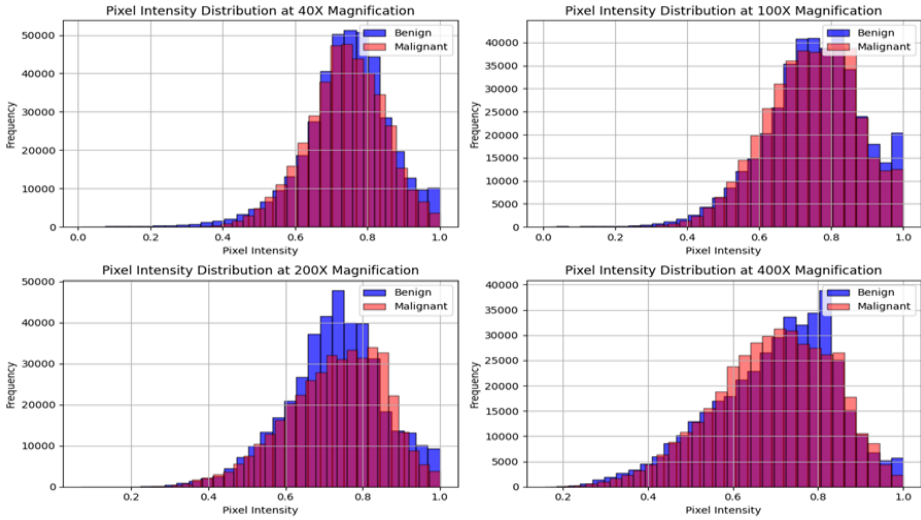 Pixel Intensity Distribution at 40X Magnification
Benign
Malignant
50000
40000
30000
20000
10000
0
Frequency
0.0 0.2 0.4 0.6 0.8 1.0
Pixel Intensity
Pixel Intensity Distribution at 100X Magnification
Benign
Malignant
40000
35000
30000
25000
20000
15000
10000
5000
0
Frequency
0.0 0.2 0.4 0.6 0.8 1.0
Pixel Intensity
Pixel Intensity Distribution at 200X Magnification
Benign
Malignant
50000
40000
30000
20000
10000
0
Frequency
0.2 0.4 0.6 0.8 1.0
Pixel Intensity
Pixel Intensity Distribution at 400X Magnification
Benign
Malignant
40000
35000
30000
25000
20000
15000
10000
5000
0
Frequency
0.2 0.4 0.6 0.8 1.0
Pixel Intensity